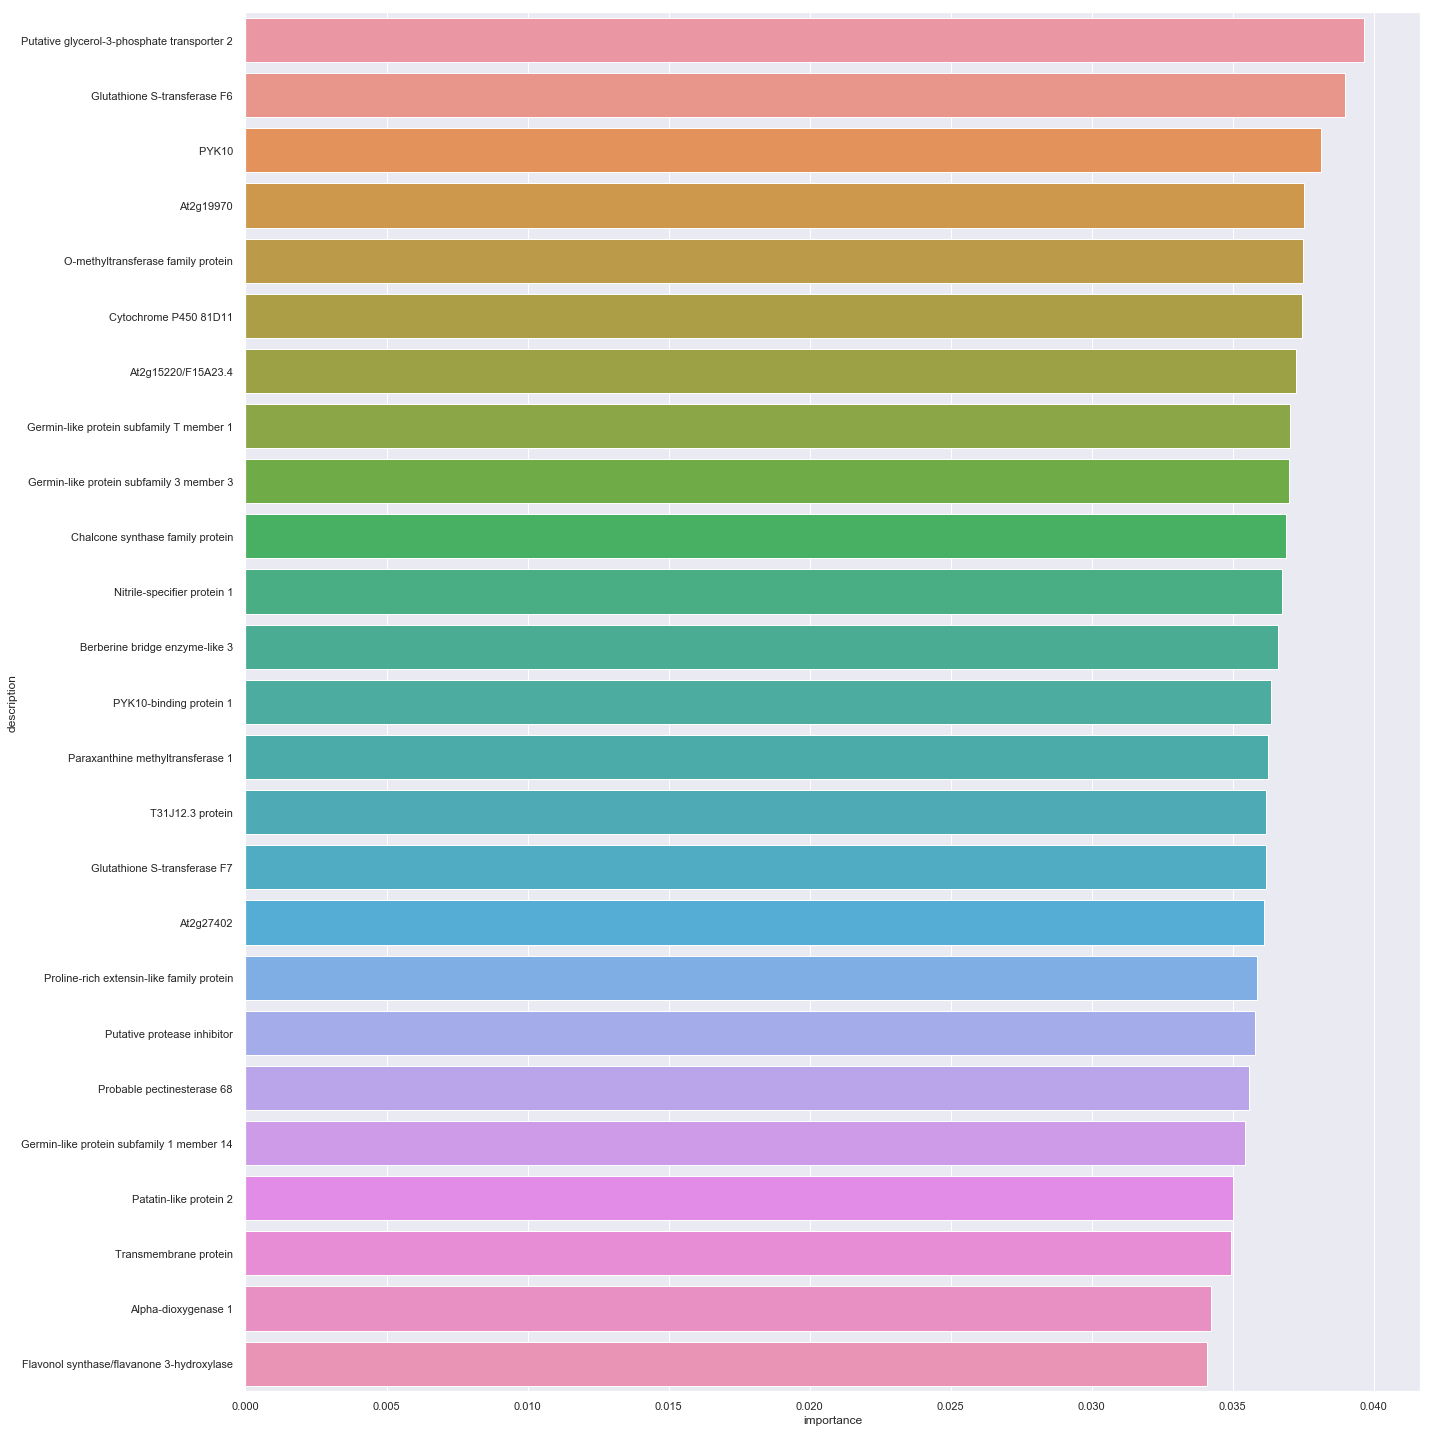 Putative glycerol-3-phosphate transporter 2
Glutathione S-transferase F6
PYK10
At2g19970
O-methyltransferase family protein
Cytochrome P450 81D11
At2g15220/F15A23.4
Germin-like protein subfamily T member 1
Germin-like protein subfamily 3 member 3
Chalcone synthase family protein
Nitrile-specifier protein 1
Berberine bridge enzyme-like 3
PYK10-binding protein 1
Paraxanthine methyltransferase 1
T31J12.3 protein
Glutathione S-transferase F7
At2g27402
Proline-rich extensin-like family protein
Putative protease inhibitor
Probable pectinesterase 68
Germin-like protein subfamily 1 member 14
Patatin-like protein 2
Transmembrane protein
Alpha-dioxygenase 1
Flavonol synthase/flavanone 3-hydroxylase
description
0.000 0.005 0.010 0.015 0.020 0.025 0.030 0.035 0.040
importance